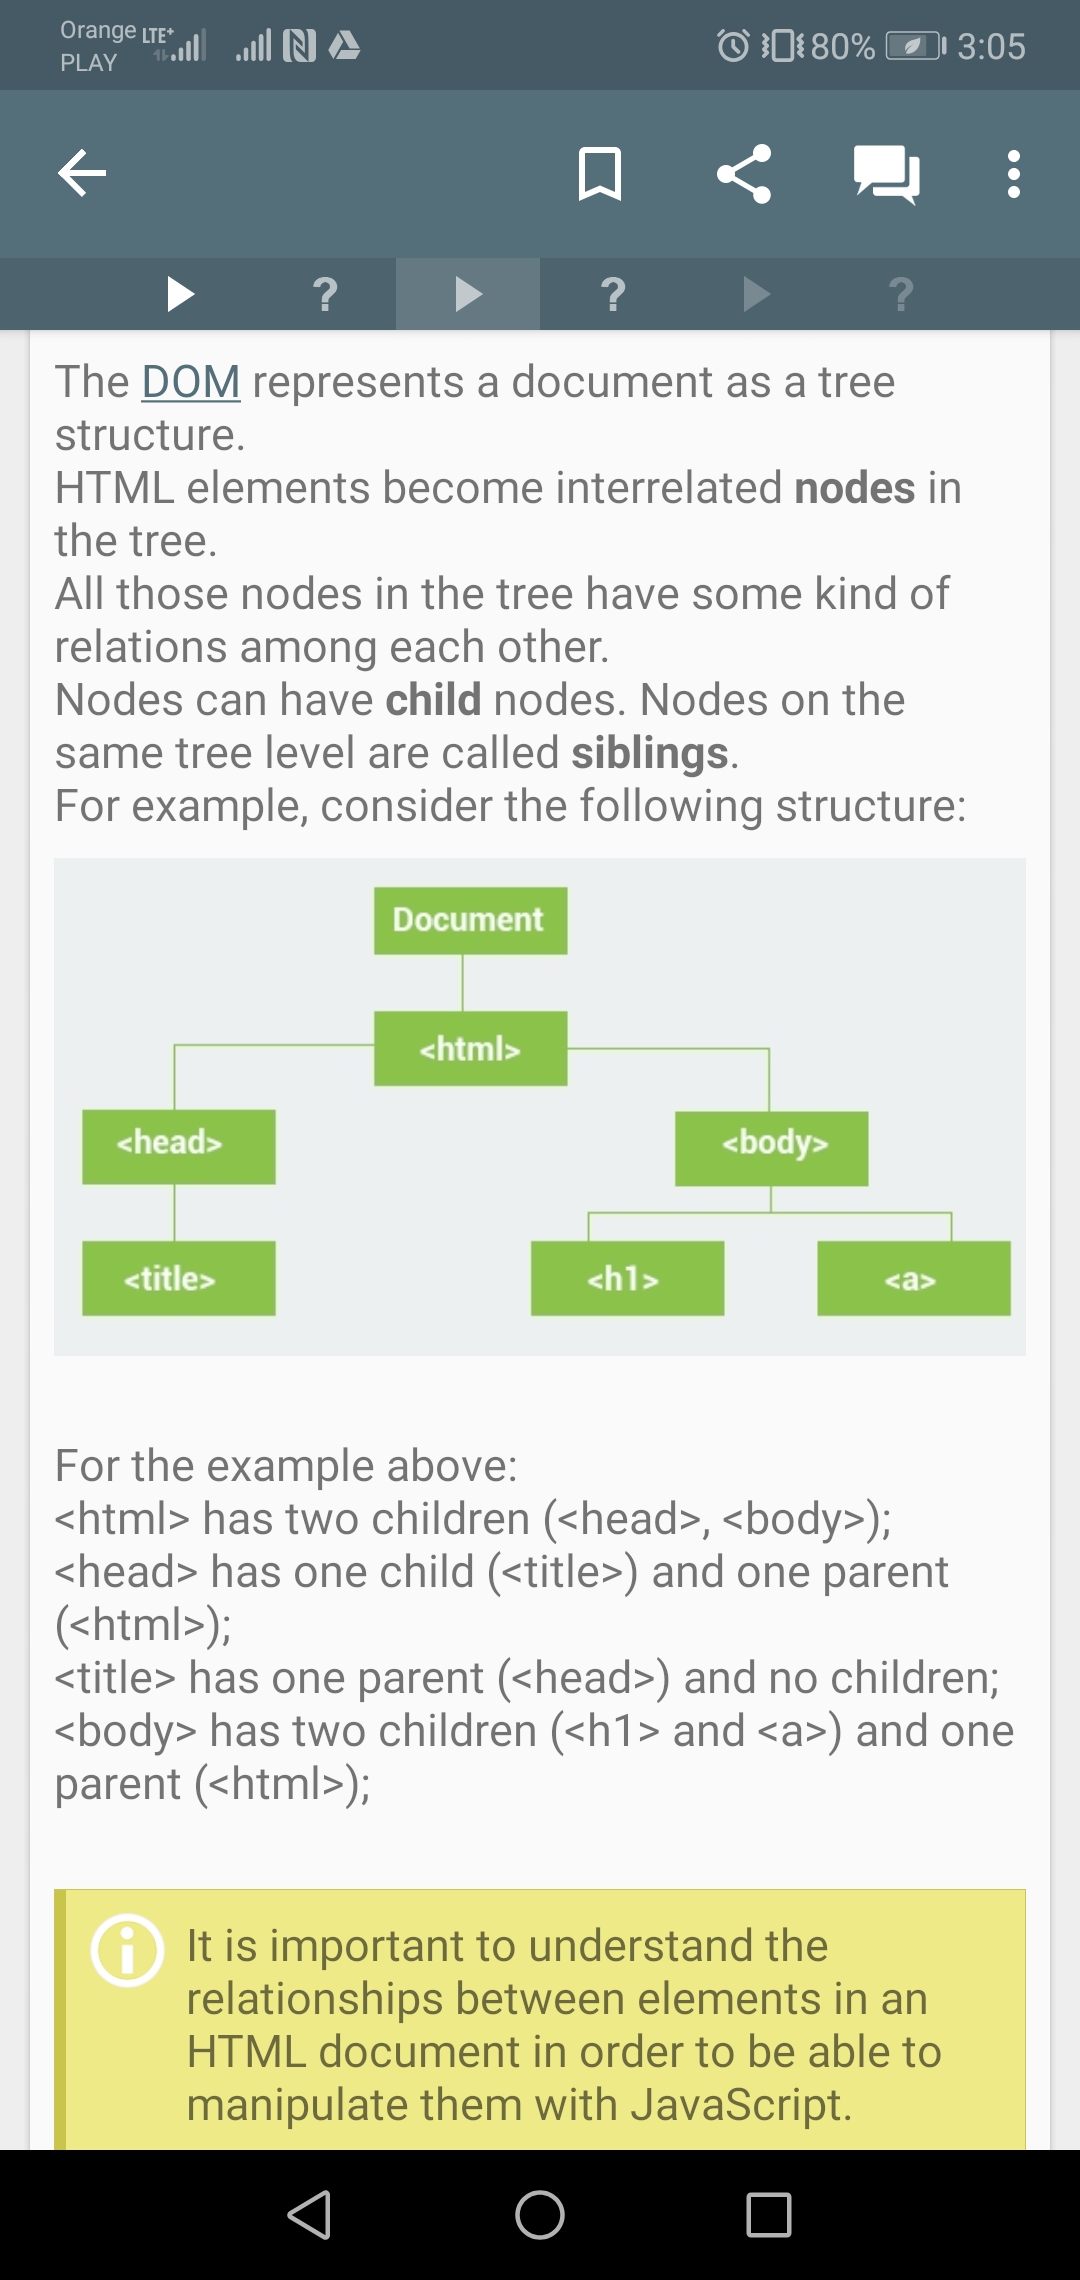 Orange LTE+
PLAY
80% 3:05
? ? ?
The DOM represents a document as a tree
structure.
HTML elements become interrelated nodes in
the tree.
All those nodes in the tree have some kind of
relations among each other.
Nodes can have child nodes. Nodes on the
same tree level are called siblings.
For example, consider the following structure:
Document
<html>
<head> <body>
<title> <h1> <a>
For the example above:
<html> has two children (<head>, <body>);
<head> has one child (<title>) and one parent
(<html>);
<title> has one parent (<head>) and no children;
<body> has two children (<h1> and <a>) and one
parent (<html>);
It is important to understand the
relationships between elements in an
HTML document in order to be able to
manipulate them with JavaScript.